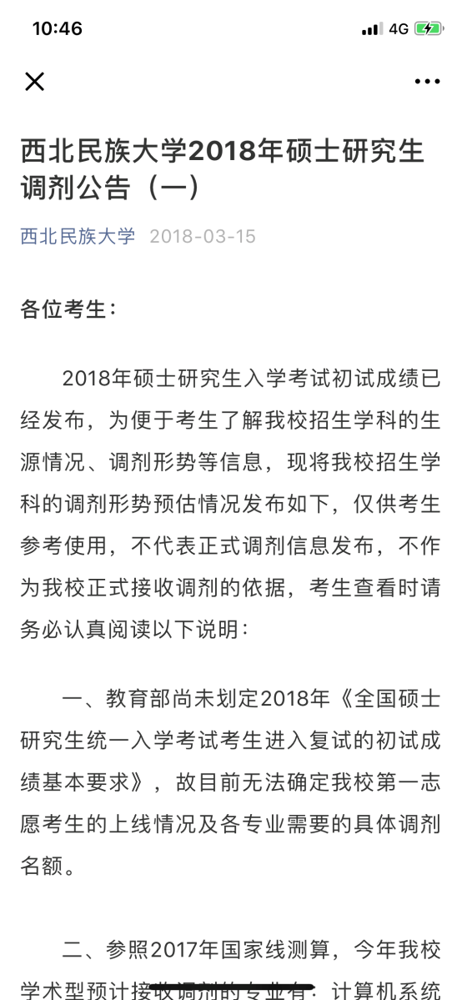 10:46
4G
西北民族大学2018年硕士研究生
调剂公告（一）
西北民族大学 2018-03-15
各位考生：
2018年硕士研究生入学考试初试成绩已
经发布，为便于考生了解我校招生学科的生
源情况、调剂形势等信息，现将我校招生学
科的调剂形势预估情况发布如下，仅供考生
参考使用，不代表正式调剂信息发布，不作
为我校正式接收调剂的依据，考生查看时请
务必认真阅读以下说明：
一、教育部尚未划定2018年《全国硕士
研究生统一入学考试考生进入复试的初试成
绩基本要求》，故目前无法确定我校第一志
愿考生的上线情况及各专业需要的具体调剂
名额。
二、参照2017年国家线测算，今年我校
学术型预计接收调剂的专业有：计算机系统